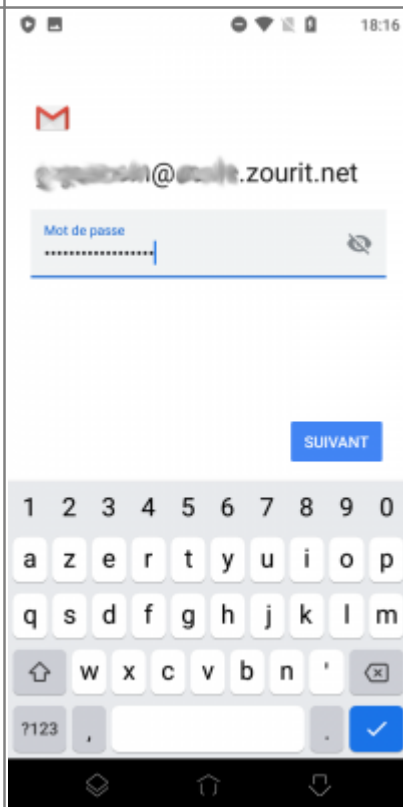 18:16
@ .zourit.net
Mot de passe
••••••••••••••••••
SUIVANT
1 2 3 4 5 6 7 8 9 0
a z e r t y u i o p
q s d f g h j k l m
w x c v b n '
?123 , .